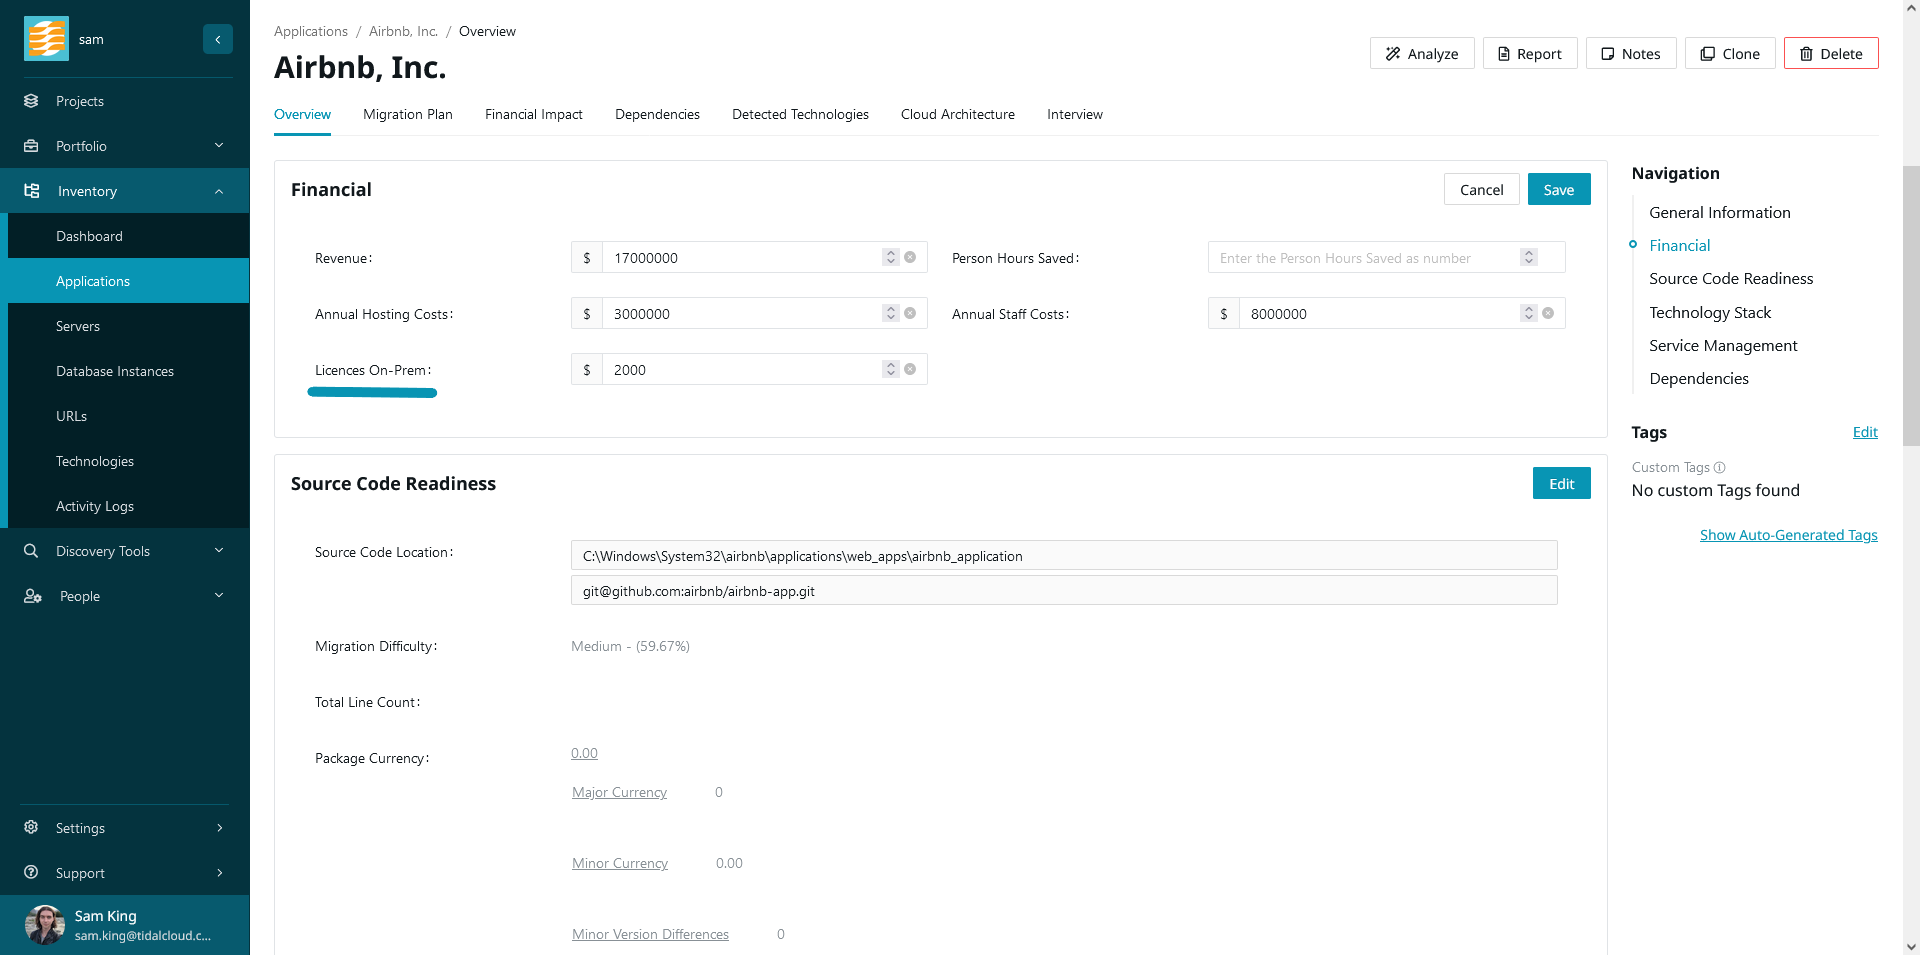 sam
Projects
Portfolio
Inventory
Dashboard
Applications
Servers
Database Instances
URLs
Technologies
Activity Logs
Discovery Tools
People
Settings
Support
Sam King
sam.king@tidalcloud.c...
Applications / Airbnb, Inc. / Overview
Airbnb, Inc.
Analyze Report Notes Clone Delete
Overview Migration Plan Financial Impact Dependencies Detected Technologies Cloud Architecture Interview
Financial
Cancel Save
Revenue: $ 17000000 Person Hours Saved: Enter the Person Hours Saved as number
Annual Hosting Costs: $ 3000000 Annual Staff Costs: $ 8000000
Licences On-Prem: $ 2000
Source Code Readiness
Edit
Source Code Location: C:\Windows\System32\airbnb\applications\web_apps\airbnb_application
git@github.com:airbnb/airbnb-app.git
Migration Difficulty: Medium - (59.67%)
Total Line Count:
Package Currency: 0.00
Major Currency 0
Minor Currency 0.00
Minor Version Differences 0
Navigation
General Information
Financial
Source Code Readiness
Technology Stack
Service Management
Dependencies
Tags Edit
Custom Tags
No custom Tags found
Show Auto-Generated Tags